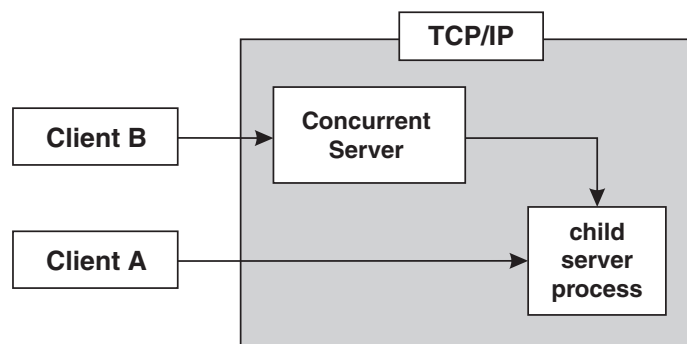 TCP/IP
Client B
Concurrent
Server
Client A
child
server
process